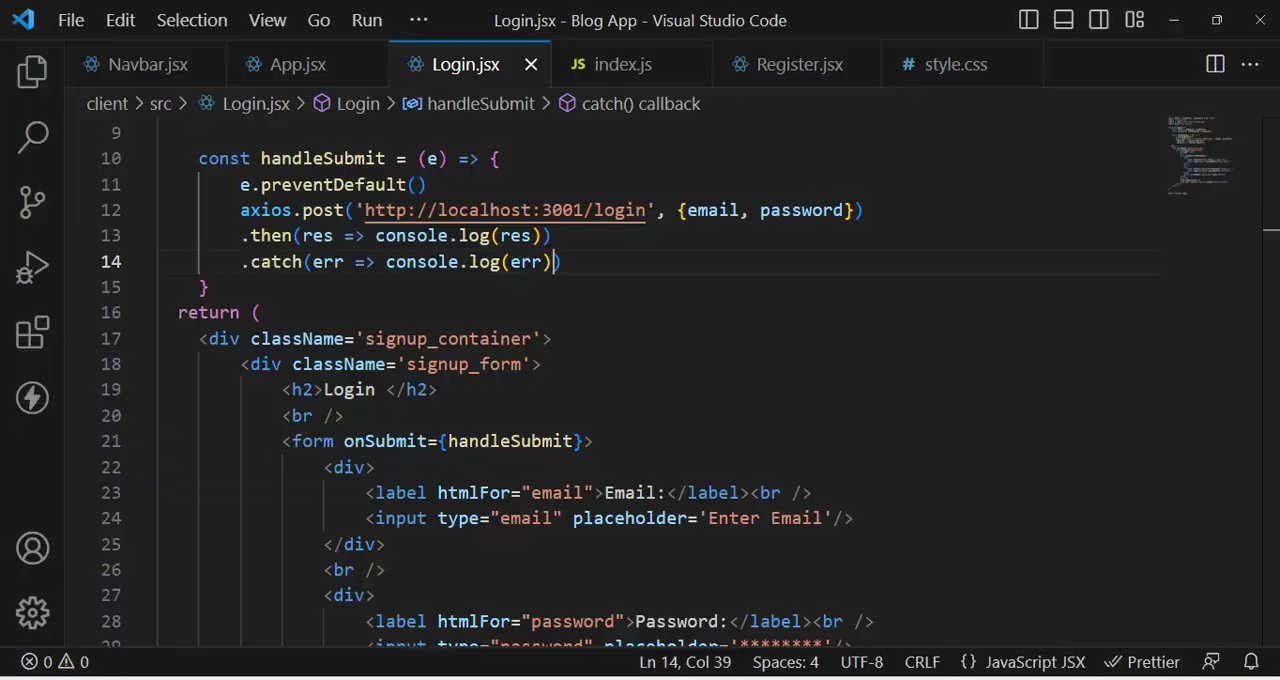 File Edit Selection View Go Run ··· Login.jsx - Blog App - Visual Studio Code
Navbar.jsx App.jsx Login.jsx JS index.js Register.jsx # style.css
client > src > Login.jsx > Login > handleSubmit > catch() callback
9
10 const handleSubmit = (e) => {
11 e.preventDefault()
12 axios.post('http://localhost:3001/login', {email, password})
13 .then(res => console.log(res))
14 .catch(err => console.log(err))
15 }
16 return (
17 <div className='signup_container'>
18 <div className='signup_form'>
19 <h2>Login </h2>
20 <br />
21 <form onSubmit={handleSubmit}>
22 <div>
23 <label htmlFor="email">Email:</label><br />
24 <input type="email" placeholder='Enter Email'/>
25 </div>
26 <br />
27 <div>
28 <label htmlFor="password">Password:</label><br />
29 <input type="password" placeholder='********'/>
0 0 Ln 14, Col 39 Spaces: 4 UTF-8 CRLF {} JavaScript JSX Prettier